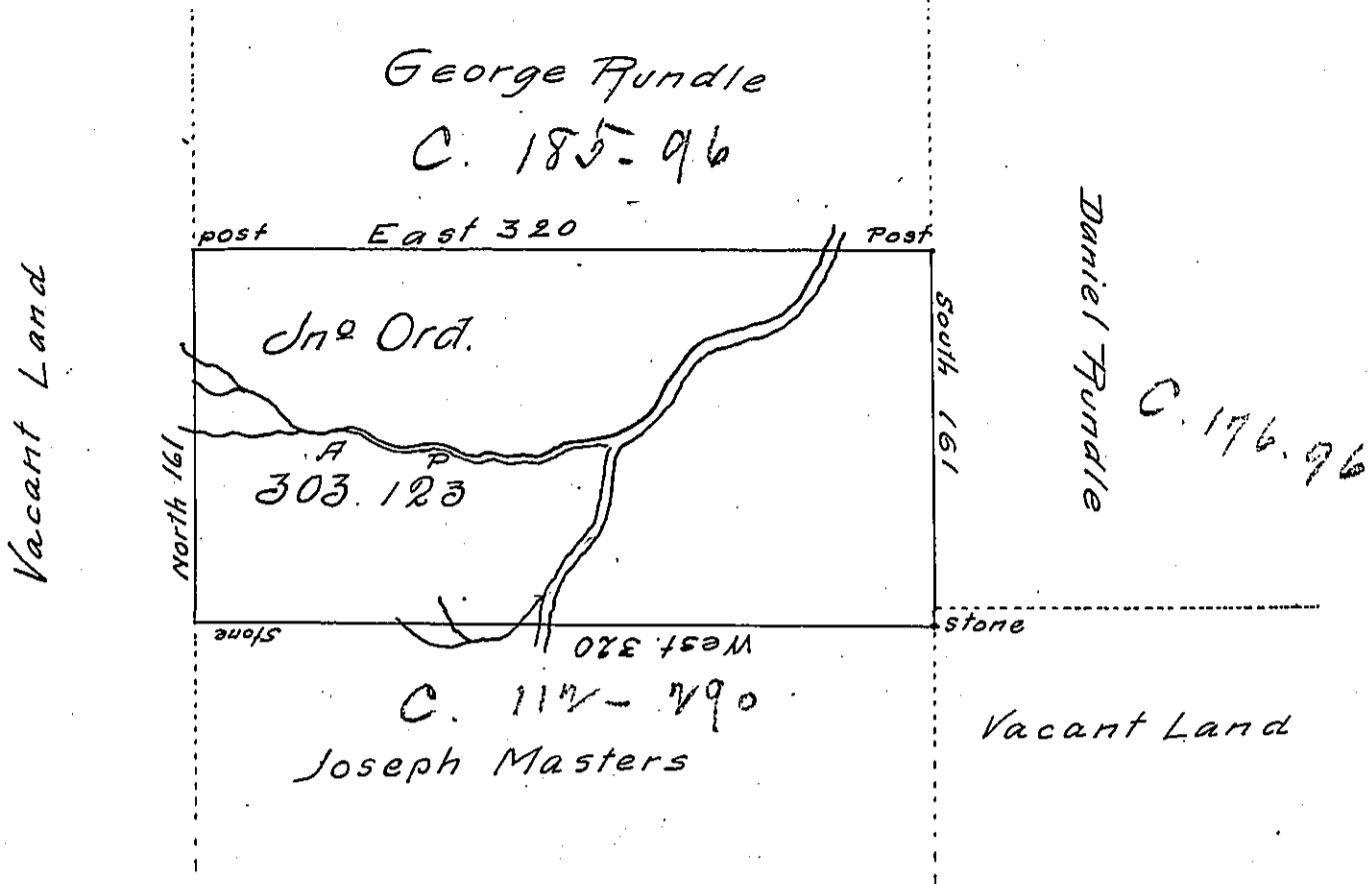 George Rundle
C. 185-96
post East 320 Post
Jno Ord.
Vacant Land
North 161
A P
303. 123
South 161
Daniel Rundle
C. 176.96
stone West 320 stone
Joseph Masters
Vacant Land